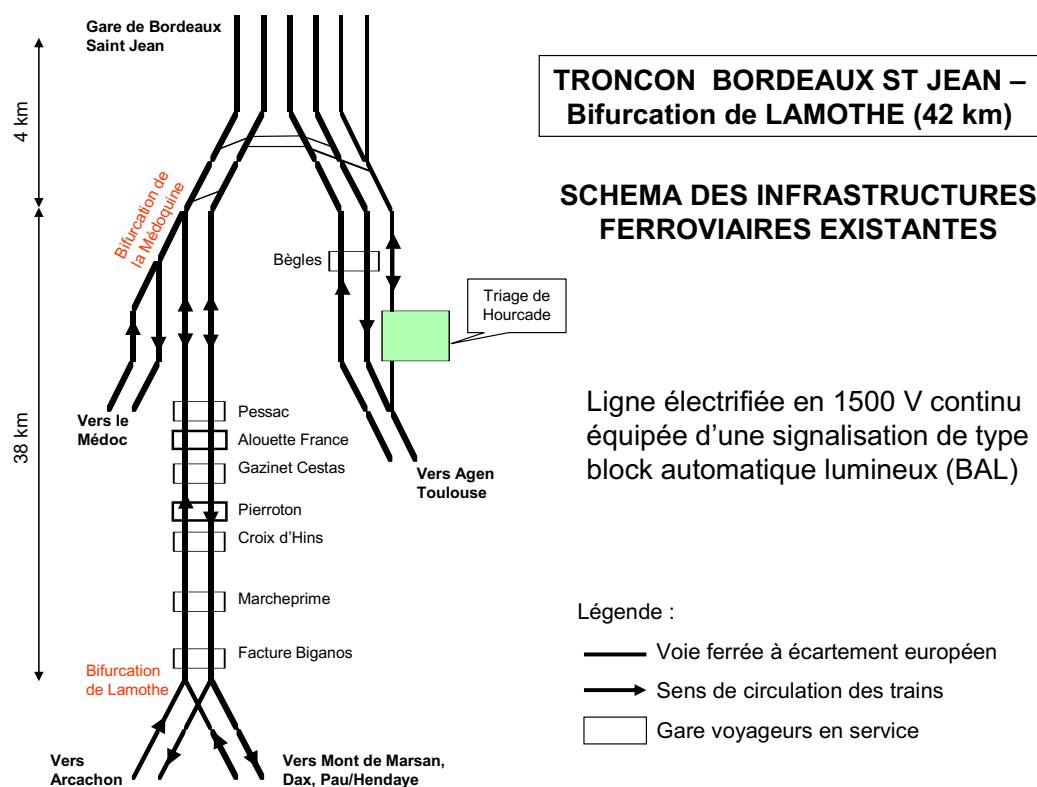 Gare de Bordeaux
Saint Jean
TRONCON BORDEAUX ST JEAN –
Bifurcation de LAMOTHE (42 km)
4 km
SCHEMA DES INFRASTRUCTURES
FERROVIAIRES EXISTANTES
Bifurcation de
la Médoquine
Bègles
Triage de
Hourcade
38 km
Vers le
Médoc
Pessac
Alouette France
Gazinet Cestas
Pierroton
Croix d'Hins
Marcheprime
Facture Biganos
Vers Agen
Toulouse
Ligne électrifiée en 1500 V continu
équipée d'une signalisation de type
block automatique lumineux (BAL)
Bifurcation
de Lamothe
Vers
Arcachon
Vers Mont de Marsan,
Dax, Pau/Hendaye
Légende :
Voie ferrée à écartement européen
Sens de circulation des trains
Gare voyageurs en service